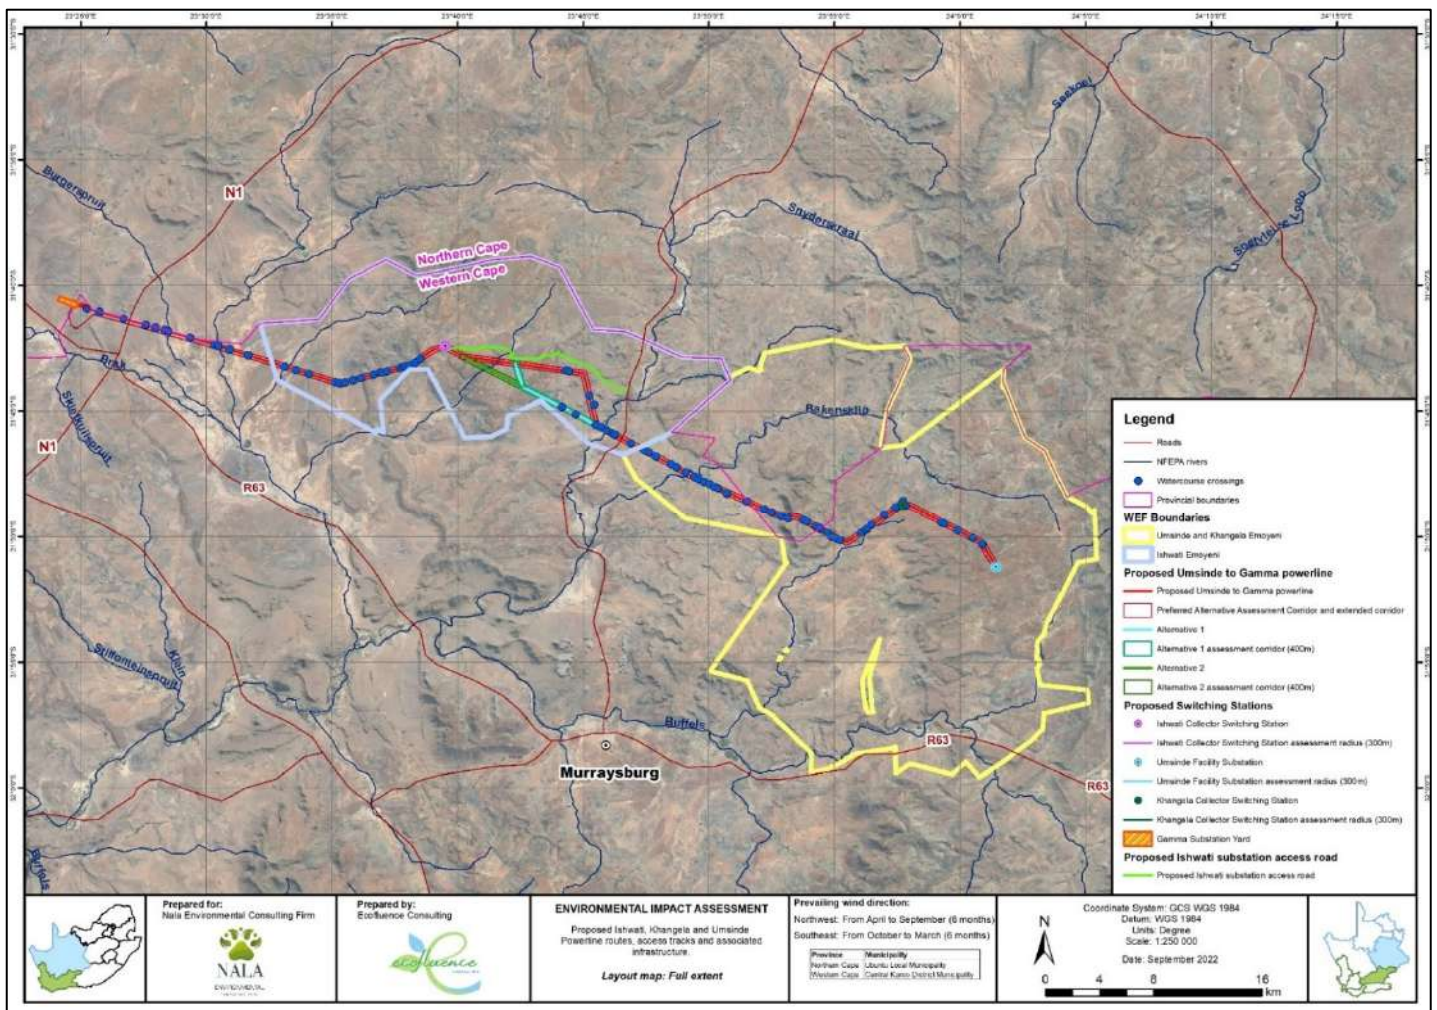 N1
Burgerspruit
Snyderskraal
Seekoei
Northern Cape
Western Cape
Brak
Skietkuilspruit
N1
R63
Rakenskilp
Stilfonteinspruit
Klein
Buffels
Murraysburg
R63
R63
Buffels
Legend
Roads
NFEPA rivers
Watercourse crossings
Provincial boundaries
WEF Boundaries
Umsinde and Khangela Emoyeni
Ishwati Emoyeni
Proposed Umsinde to Gamma powerline
Proposed Umsinde to Gamma powerline
Preferred Alternative Assessment Corridor and extended corridor
Alternative 1
Alternative 1 assessment corridor (400m)
Alternative 2
Alternative 2 assessment corridor (400m)
Proposed Switching Stations
Ishwati Collector Switching Station
Ishwati Collector Switching Station assessment radius (300m)
Umsinde Facility Substation
Umsinde Facility Substation assessment radius (300m)
Khangela Collector Switching Station
Khangela Collector Switching Station assessment radius (300m)
Gamma Substation Yard
Proposed Ishwati substation access road
Proposed Ishwati substation access road
Prepared for:
Nala Environmental Consulting Firm
NALA
ENVIRONMENTAL
Prepared by:
Ecofluence Consulting
ecofluence
ENVIRONMENTAL IMPACT ASSESSMENT
Proposed Ishwati, Khangela and Umsinde
Powerline routes, access tracks and associated
infrastructure.
Layout map: Full extent
Prevailing wind direction:
Northwest: From April to September (6 months)
Southeast: From October to March (6 months)
Province Municipality
Northern Cape Ubuntu Local Municipality
Western Cape Central Karoo District Municipality
N
Coordinate System: GCS WGS 1984
Datum: WGS 1984
Units: Degree
Scale: 1:250 000
Date: September 2022
0 4 8 16
km